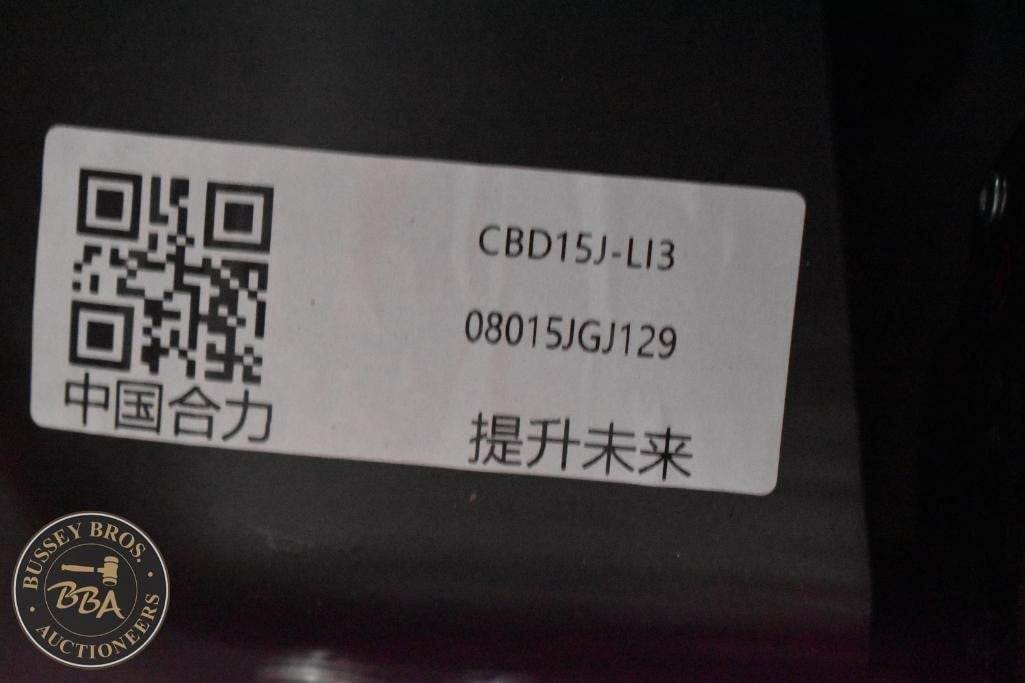 CBD15J-LI3
08015JGJ129
中国合力
提升未来
BUSSEY BROS.
BBA
AUCTIONEERS